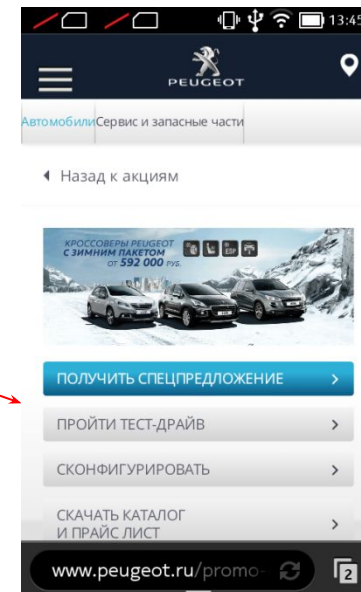 13:45
PEUGEOT
Автомобили Сервис и запасные части
Назад к акциям
КРОССОВЕРЫ PEUGEOT
С ЗИМНИМ ПАКЕТОМ
ОТ 592 000 РУБ.
ESP
ПОЛУЧИТЬ СПЕЦПРЕДЛОЖЕНИЕ
ПРОЙТИ ТЕСТ-ДРАЙВ
СКОНФИГУРИРОВАТЬ
СКАЧАТЬ КАТАЛОГ
И ПРАЙС ЛИСТ
www.peugeot.ru/promo-
2